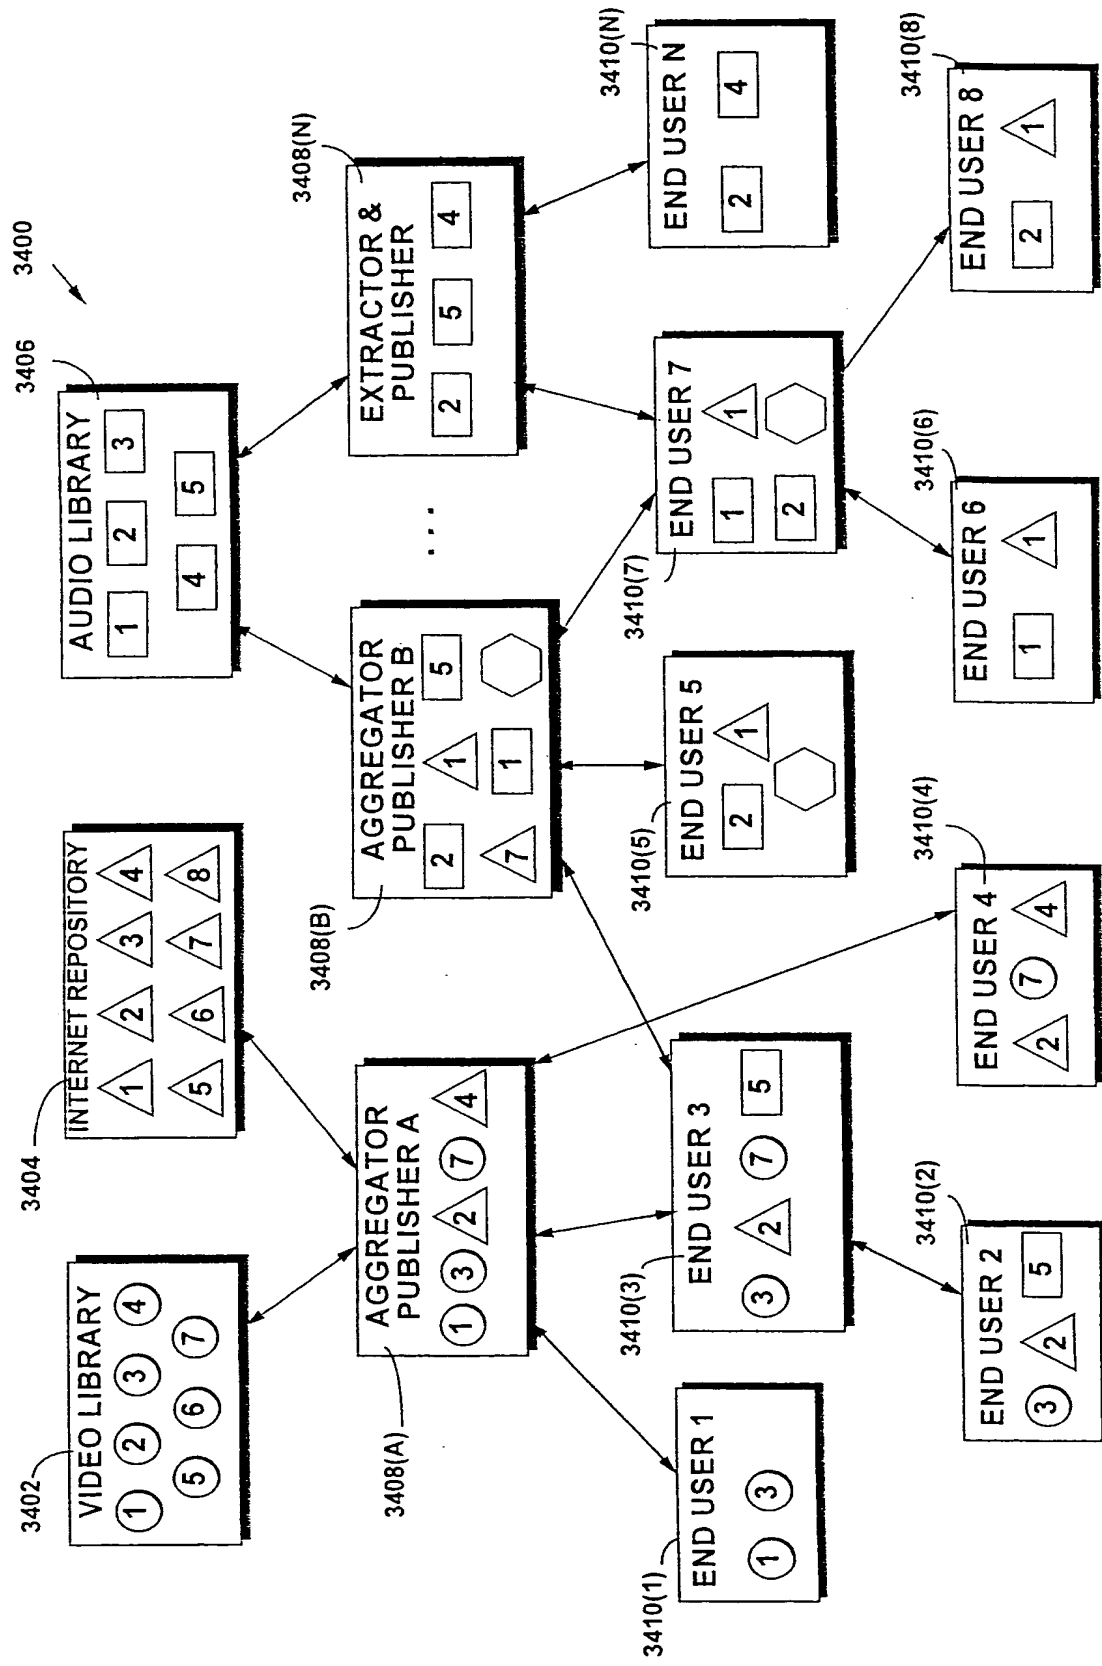 3400
3402
VIDEO LIBRARY
1 2 3 4
5 6 7
3404
INTERNET REPOSITORY
1 2 3 4
5 6 7 8
3406
AUDIO LIBRARY
1 2 3
4 5
3408(A)
AGGREGATOR
PUBLISHER A
1 3 2 7 4
3408(B)
AGGREGATOR
PUBLISHER B
2 1 5
7 1
...
3408(N)
EXTRACTOR &
PUBLISHER
2 5 4
3410(1)
END USER 1
1 3
3410(3)
END USER 3
3 2 7 5
3410(5)
END USER 5
2 1
3410(7)
END USER 7
1 1
2
3410(N)
END USER N
2 4
3410(2)
END USER 2
3 2 5
3410(4)
END USER 4
2 7 4
3410(6)
END USER 6
1 1
3410(8)
END USER 8
2 1